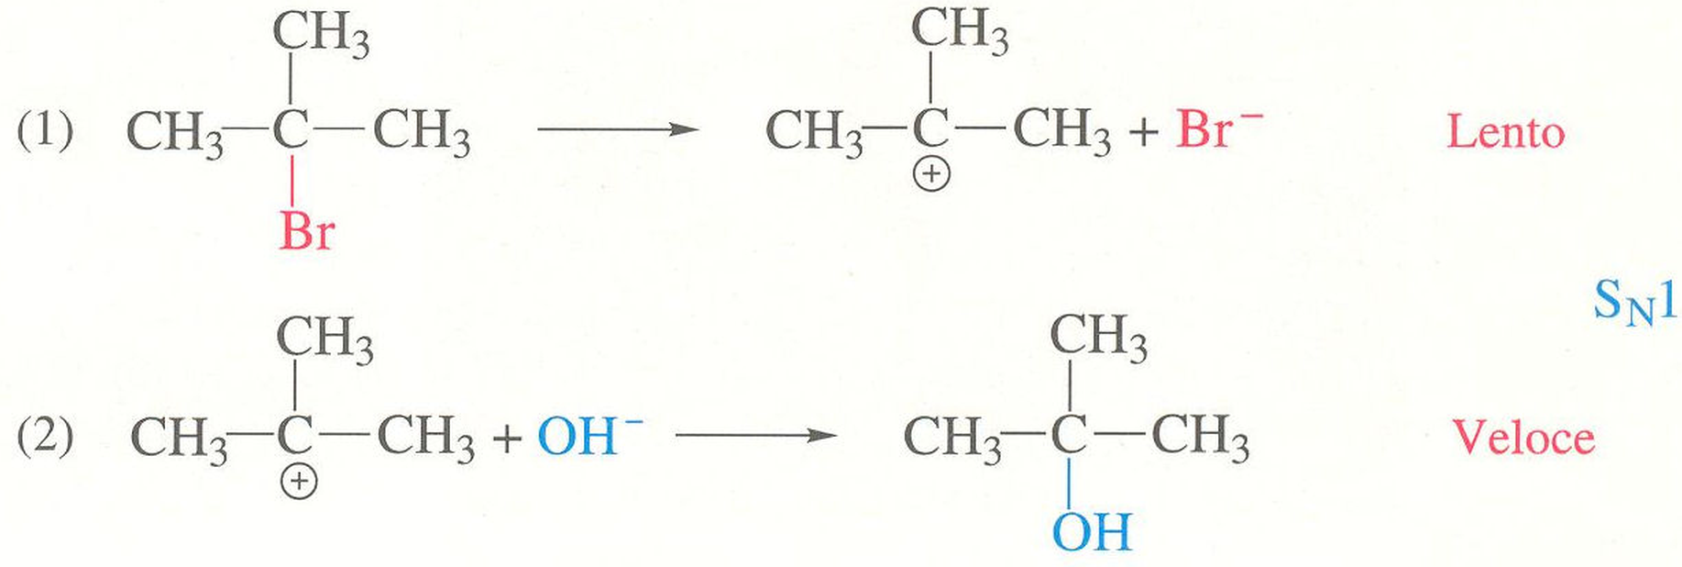 CH₃
CH₃
(1) CH₃—C—CH₃ → CH₃—C—CH₃ + Br⁻ Lento
⊕
Br
S_N1
CH₃
CH₃
(2) CH₃—C—CH₃ + OH⁻ → CH₃—C—CH₃ Veloce
⊕
OH